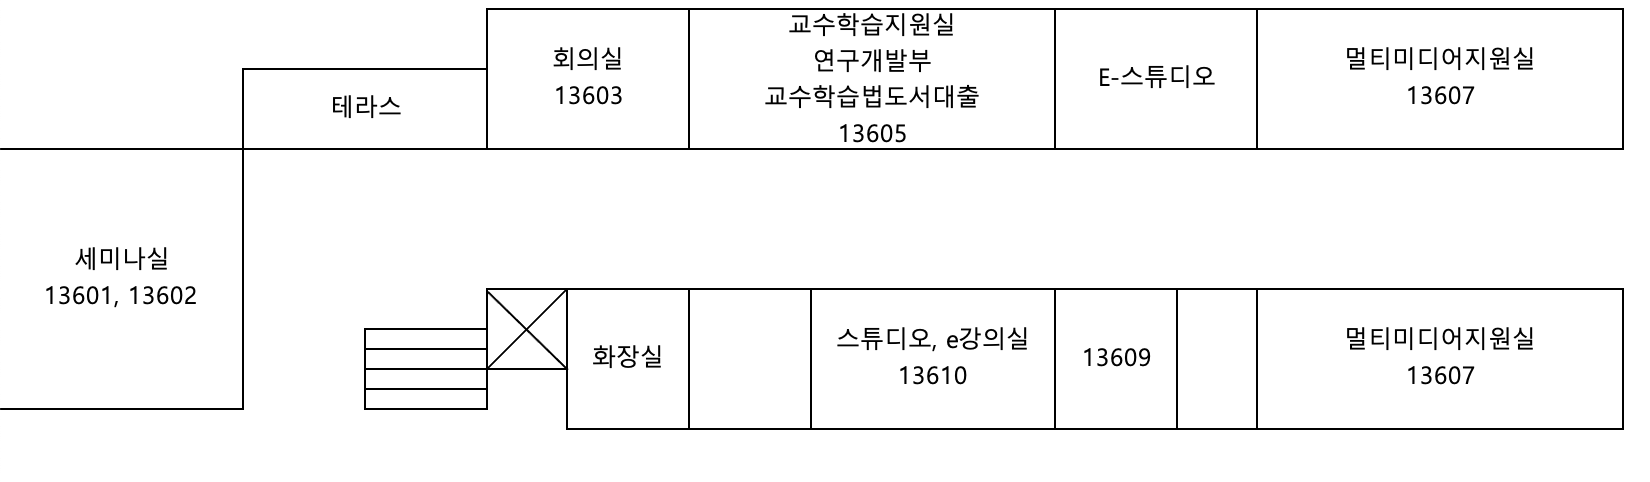 회의실
13603
교수학습지원실
연구개발부
교수학습법도서대출
13605
E-스튜디오
멀티미디어지원실
13607
테라스
세미나실
13601, 13602
화장실
스튜디오, e강의실
13610
13609
멀티미디어지원실
13607